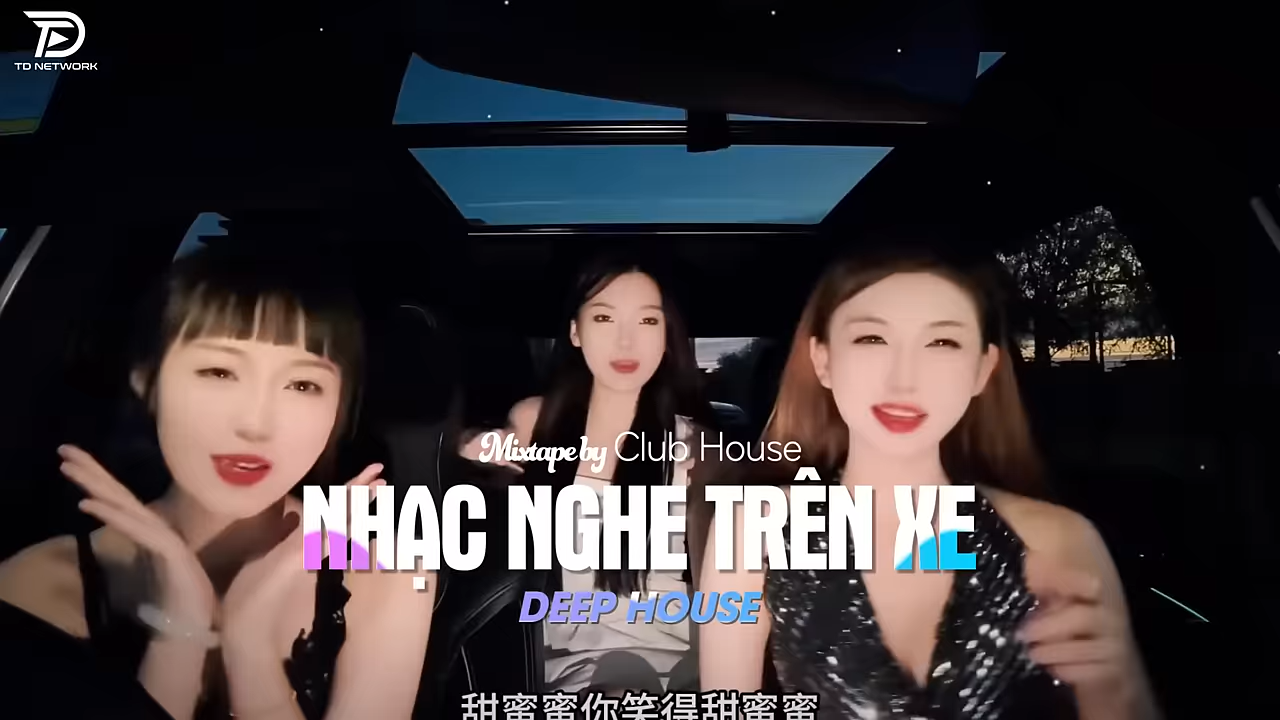 TD NETWORK
Mixtape by Club House
NHẠC NGHE TRÊN XE
DEEP HOUSE
甜蜜蜜你笑得甜蜜蜜